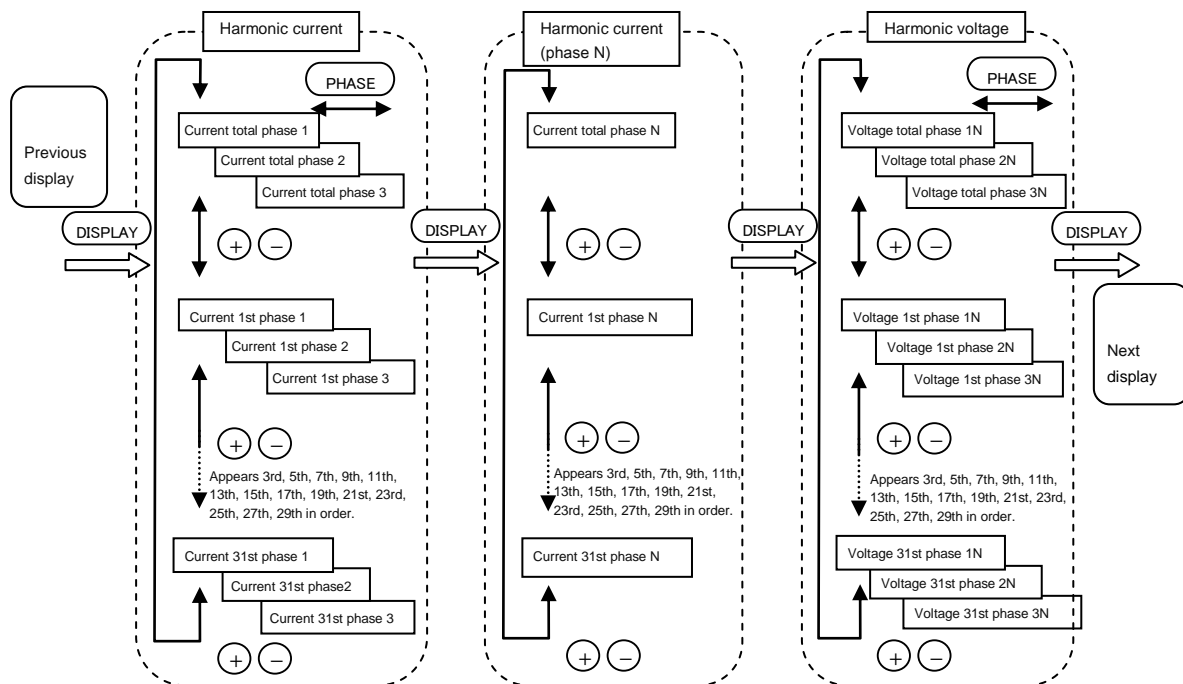 Previous
display
DISPLAY
Harmonic current
PHASE
Current total phase 1
Current total phase 2
Current total phase 3
+ −
Current 1st phase 1
Current 1st phase 2
Current 1st phase 3
+ −
Appears 3rd, 5th, 7th, 9th, 11th,
13th, 15th, 17th, 19th, 21st, 23rd,
25th, 27th, 29th in order.
Current 31st phase 1
Current 31st phase2
Current 31st phase 3
+ −
DISPLAY
Harmonic current
(phase N)
Current total phase N
+ −
Current 1st phase N
+ −
Appears 3rd, 5th, 7th, 9th, 11th,
13th, 15th, 17th, 19th, 21st,
23rd, 25th, 27th, 29th in order.
Current 31st phase N
+ −
DISPLAY
Harmonic voltage
PHASE
Voltage total phase 1N
Voltage total phase 2N
Voltage total phase 3N
+ −
Voltage 1st phase 1N
Voltage 1st phase 2N
Voltage 1st phase 3N
+ −
Appears 3rd, 5th, 7th, 9th, 11th,
13th, 15th, 17th, 19th, 21st, 23rd,
25th, 27th, 29th in order.
Voltage 31st phase 1N
Voltage 31st phase 2N
Voltage 31st phase 3N
+ −
DISPLAY
Next
display